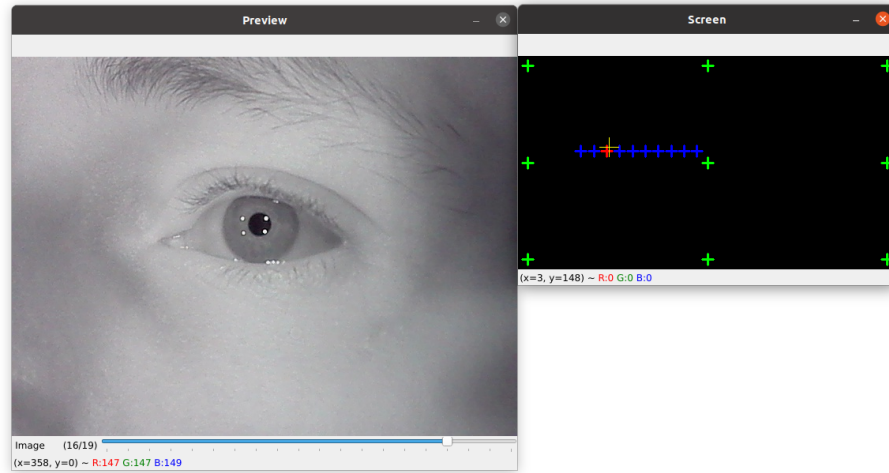 Preview
Screen
(x=3, y=148) ~ R:0 G:0 B:0
Image (16/19)
(x=358, y=0) ~ R:147 G:147 B:149